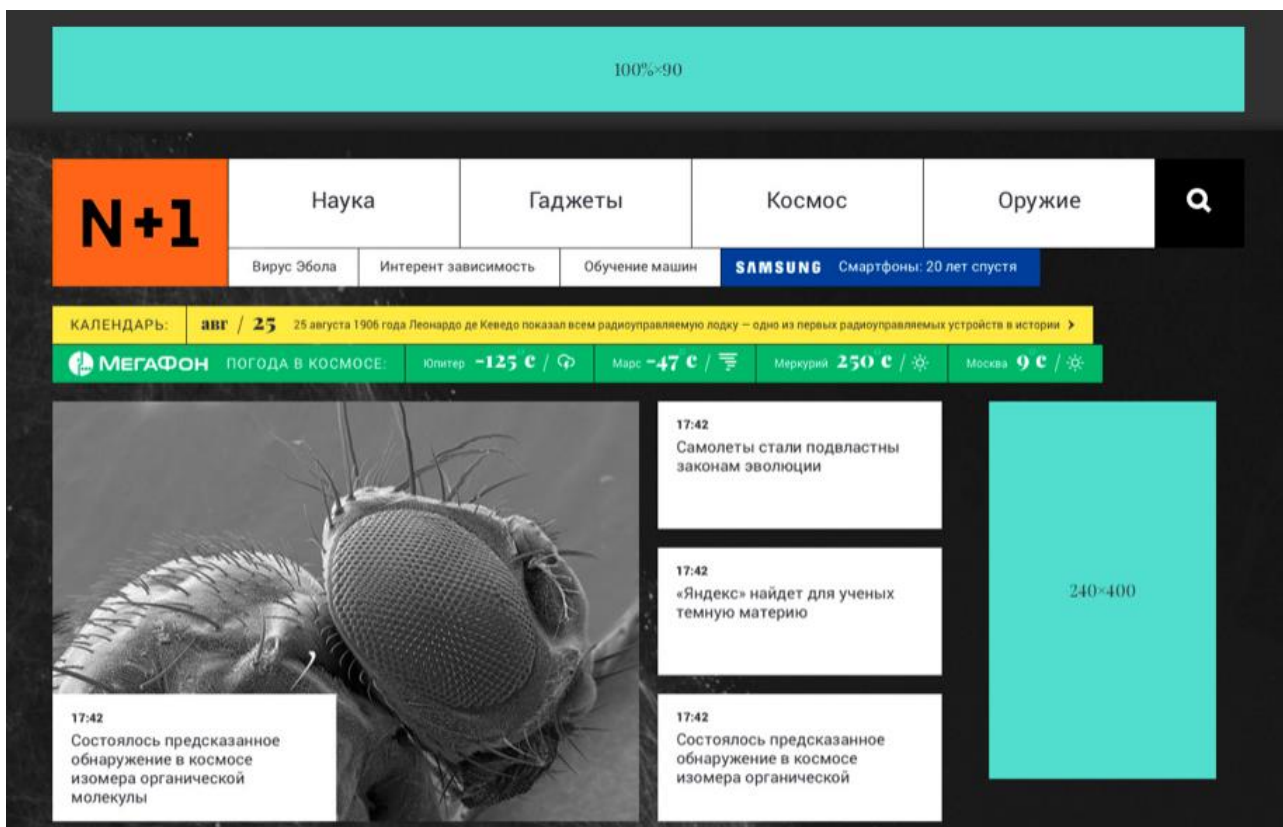 100%×90
N+1
Наука
Гаджеты
Космос
Оружие
Вирус Эбола
Интерент зависимость
Обучение машин
SAMSUNG Смартфоны: 20 лет спустя
КАЛЕНДАРЬ: авг / 25 25 августа 1906 года Леонардо де Кеведо показал всем радиоуправляемую лодку — одно из первых радиоуправляемых устройств в истории
МЕГАФОН ПОГОДА В КОСМОСЕ: Юпитер -125 °C / Марс -47 °C / Меркурий 250 °C / Москва 9 °C /
17:42
Самолеты стали подвластны
законам эволюции
17:42
«Яндекс» найдет для ученых
темную материю
240×400
17:42
Состоялось предсказанное
обнаружение в космосе
изомера органической
молекулы
17:42
Состоялось предсказанное
обнаружение в космосе
изомера органической